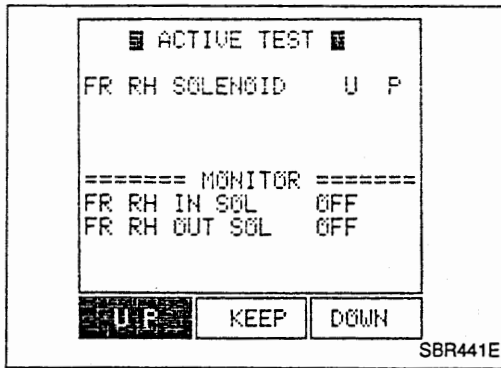 ACTIVE TEST
FR RH SOLENOID U P
======= MONITOR =======
FR RH IN SOL OFF
FR RH OUT SOL OFF
U P KEEP DOWN
SBR441E